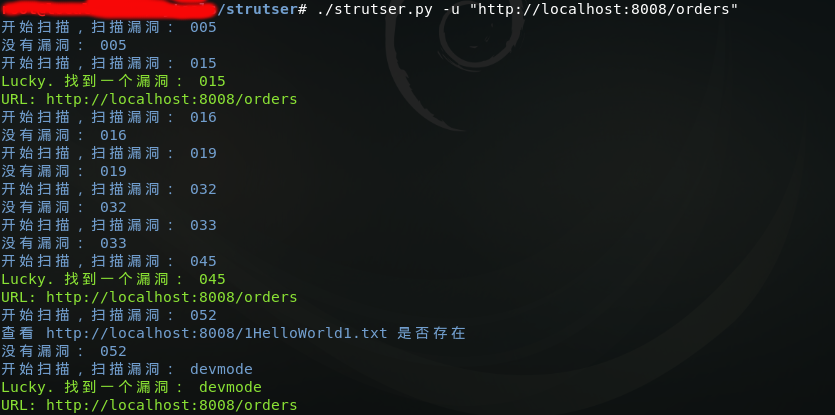 /strutser# ./strutser.py -u "http://localhost:8008/orders"
开始扫描，扫描漏洞： 005
没有漏洞： 005
开始扫描，扫描漏洞： 015
Lucky. 找到一个漏洞： 015
URL: http://localhost:8008/orders
开始扫描，扫描漏洞： 016
没有漏洞： 016
开始扫描，扫描漏洞： 019
没有漏洞： 019
开始扫描，扫描漏洞： 032
没有漏洞： 032
开始扫描，扫描漏洞： 033
没有漏洞： 033
开始扫描，扫描漏洞： 045
Lucky. 找到一个漏洞： 045
URL: http://localhost:8008/orders
开始扫描，扫描漏洞： 052
查看 http://localhost:8008/1HelloWorld1.txt 是否存在
没有漏洞： 052
开始扫描，扫描漏洞： devmode
Lucky. 找到一个漏洞： devmode
URL: http://localhost:8008/orders